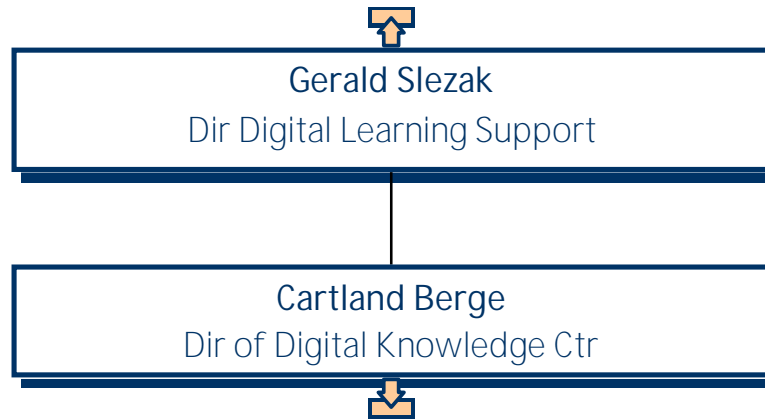 Gerald Slezak
Dir Digital Learning Support
Cartland Berge
Dir of Digital Knowledge Ctr